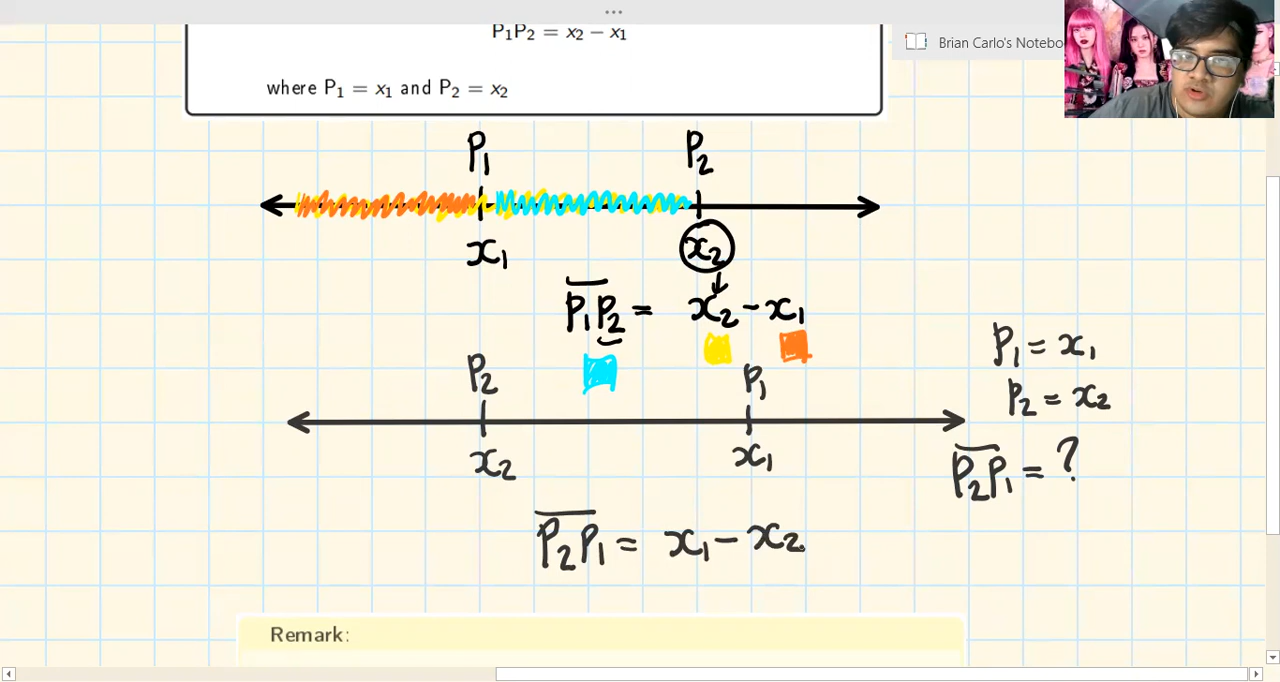 ...
P₁P₂ = x₂ − x₁
Brian Carlo's Notebo
where P₁ = x₁ and P₂ = x₂
P₁ P₂
x₁ x₂
P₁P₂ = x₂ − x₁
P₁ = x₁
P₂ = x₂
P₂ P₁
x₂ x₁
P₂P₁ = ?
P₂P₁ = x₁ − x₂
Remark: